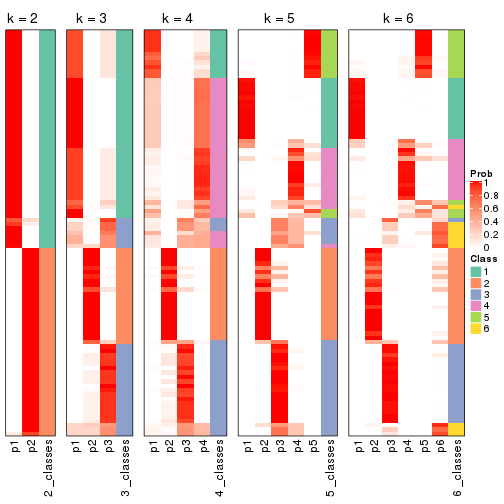 k = 2
k = 3
k = 4
k = 5
k = 6
p1
p2
2_classes
p1
p2
p3
3_classes
p1
p2
p3
p4
4_classes
p1
p2
p3
p4
p5
5_classes
p1
p2
p3
p4
p5
p6
6_classes
Prob
1
0.8
0.6
0.4
0.2
0
Class
1
2
3
4
5
6